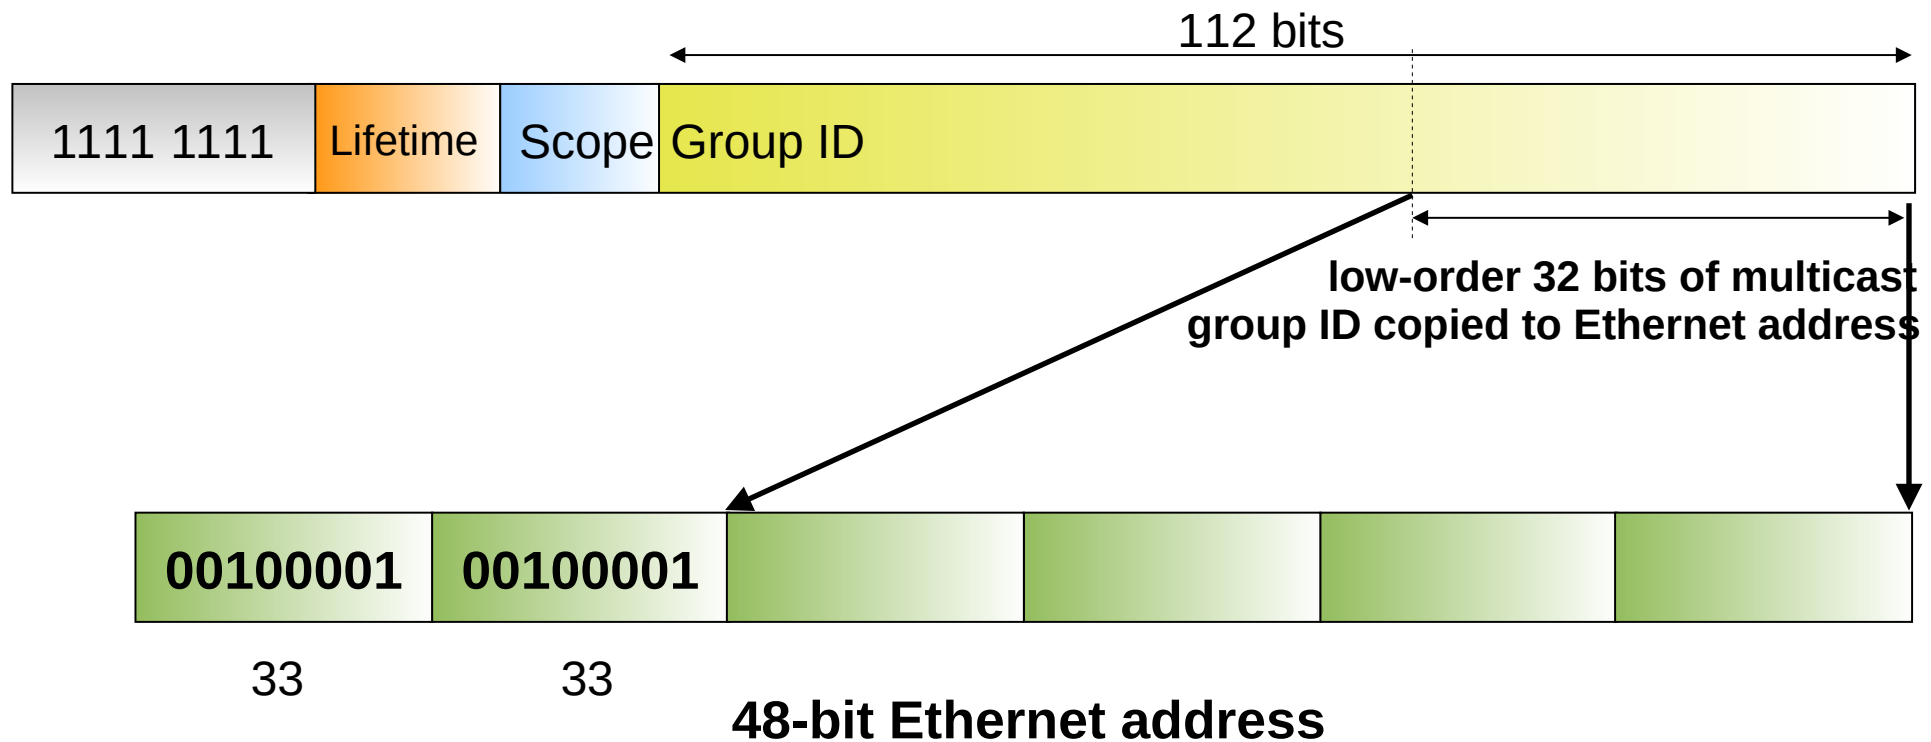 112 bits
1111 1111 Lifetime Scope Group ID
low-order 32 bits of multicast
group ID copied to Ethernet address
00100001 00100001
33 33
48-bit Ethernet address